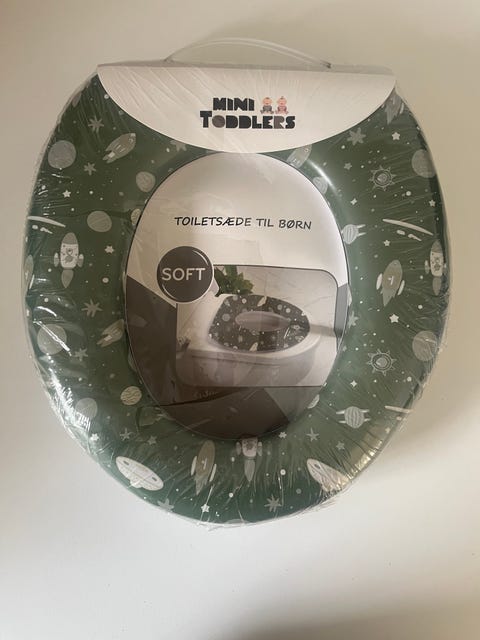 MINI
TODDLERS
TOILETSÆDE TIL BØRN
SOFT